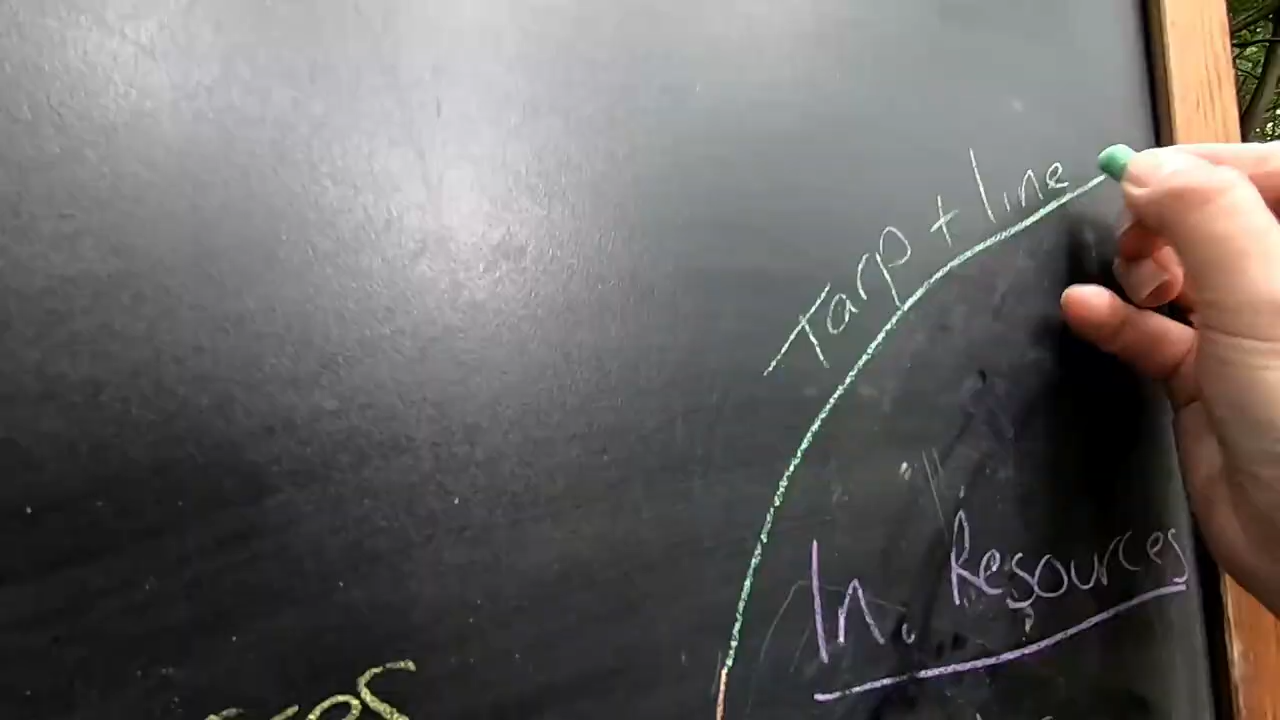 Tarp + line
In. Resources